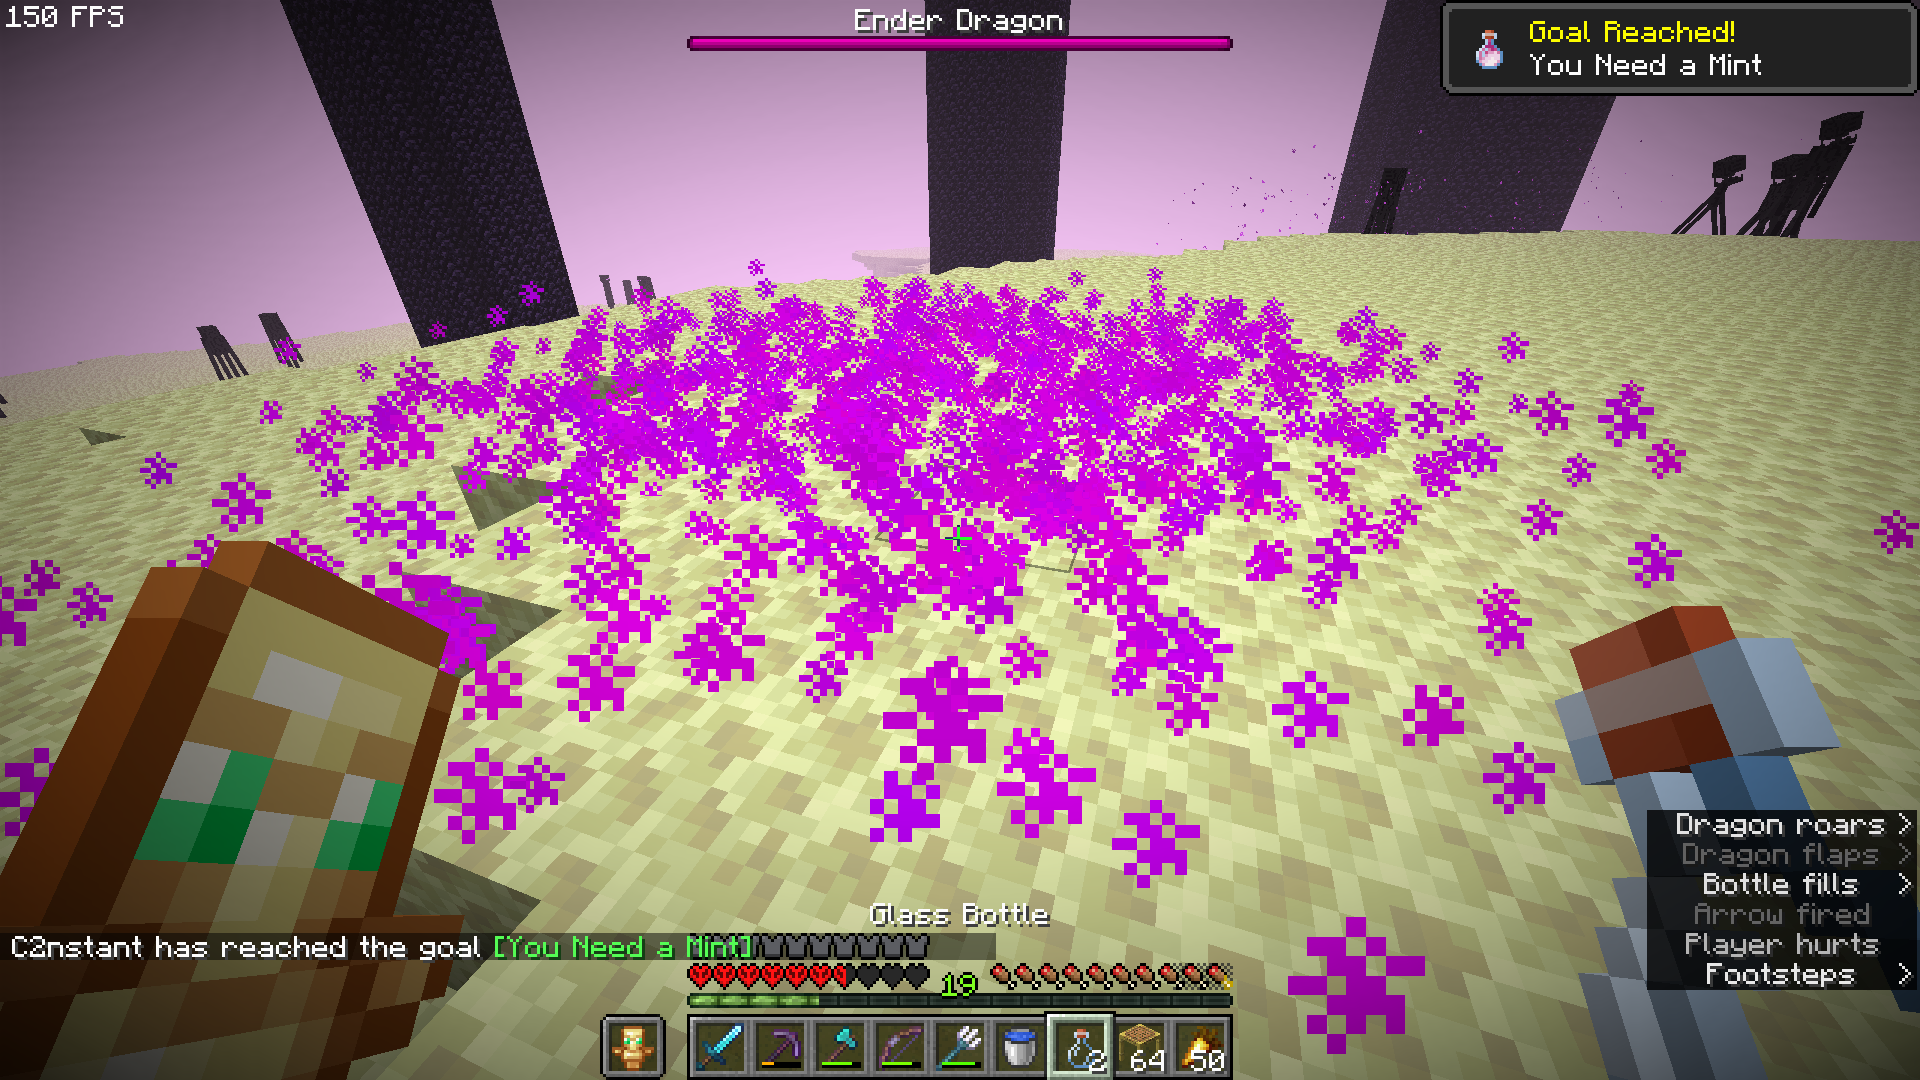 150 FPS
Ender Dragon
Goal Reached!
You Need a Mint
Dragon roars >
Dragon flaps >
Bottle fills >
Arrow fired
Player hurts
Footsteps >
Glass Bottle
C2nstant has reached the goal [You Need a Mint]
19
2
64
50